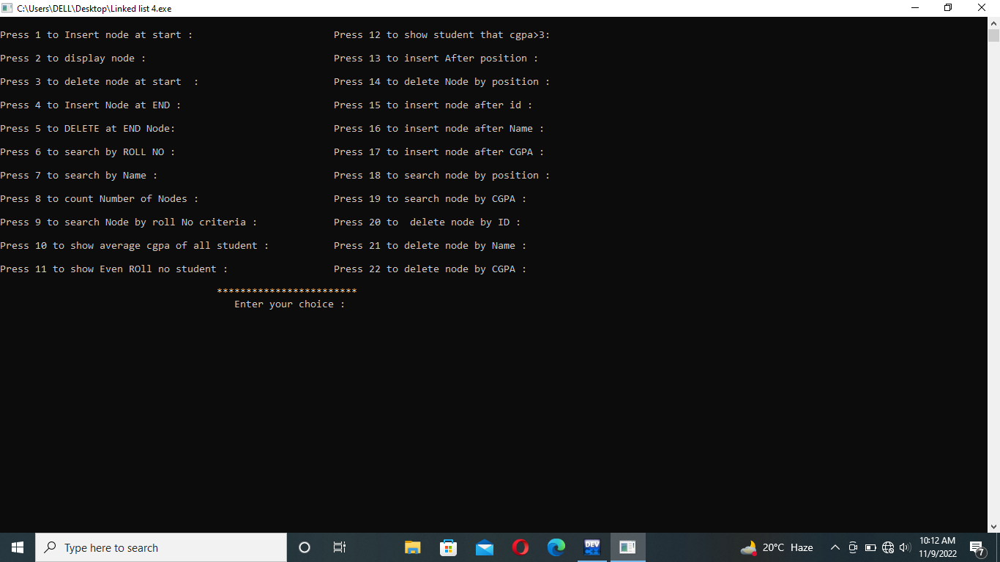 C:\Users\DELL\Desktop\Linked list 4.exe
Press 1 to Insert node at start :                        Press 12 to show student that cgpa>3:
Press 2 to display node :                                Press 13 to insert After position :
Press 3 to delete node at start  :                       Press 14 to delete Node by position :
Press 4 to Insert Node at END :                          Press 15 to insert node after id :
Press 5 to DELETE at END Node:                           Press 16 to insert node after Name :
Press 6 to search by ROLL NO :                           Press 17 to insert node after CGPA :
Press 7 to search by Name :                              Press 18 to search node by position :
Press 8 to count Number of Nodes :                       Press 19 to search node by CGPA :
Press 9 to search Node by roll No criteria :             Press 20 to  delete node by ID :
Press 10 to show average cgpa of all student :           Press 21 to delete node by Name :
Press 11 to show Even ROll no student :                  Press 22 to delete node by CGPA :
************************
Enter your choice :
Type here to search
DEV
C++
20°C Haze
10:12 AM
11/9/2022
7